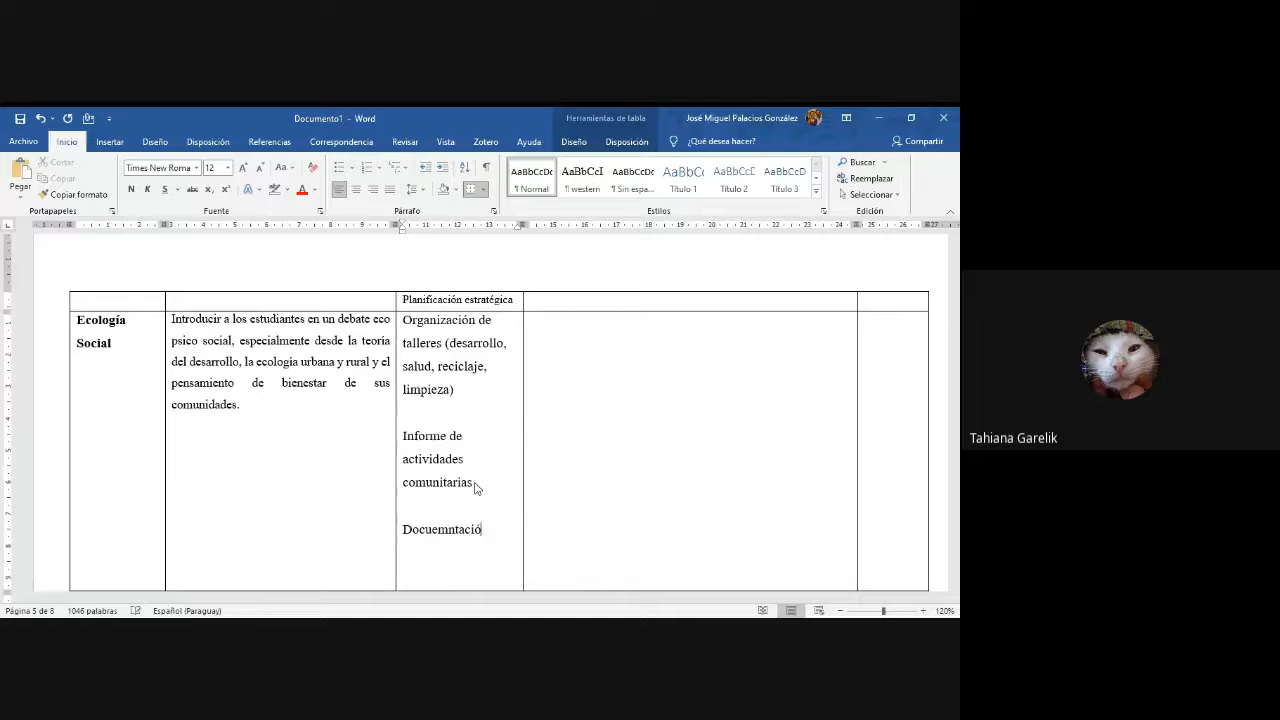 Documento1 - Word
Herramientas de tabla
José Miguel Palacios González
Archivo Inicio Insertar Diseño Disposición Referencias Correspondencia Revisar Vista Zotero Ayuda Diseño Disposición ¿Qué desea hacer? Compartir
Pegar
Cortar
Copiar
Copiar formato
Portapapeles
Times New Roma 12
N K S abc x₂ x²
Fuente
Párrafo
AaBbCcDc AaBbCcI AaBbCcDc AaBbCc AaBbCcD AaBbCcD
¶ Normal ¶ western ¶ Sin espa... Título 1 Título 2 Título 3
Estilos
Buscar
Reemplazar
Seleccionar
Edición
Planificación estratégica
Ecología
Social
Introducir a los estudiantes en un debate eco
psico social, especialmente desde la teoría
del desarrollo, la ecología urbana y rural y el
pensamiento de bienestar de sus
comunidades.
Organización de
talleres (desarrollo,
salud, reciclaje,
limpieza)
Informe de
actividades
comunitarias
Docuemntació
Página 5 de 8 1046 palabras Español (Paraguay) 120%
Tahiana Garelik